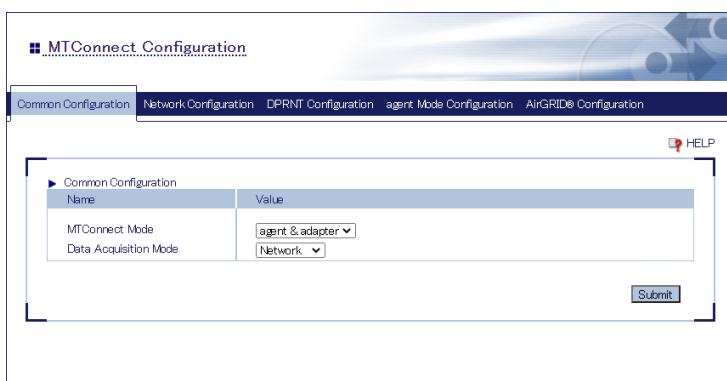 MTConnect Configuration
Common Configuration Network Configuration DPRNT Configuration agent Mode Configuration AirGRID® Configuration
HELP
Common Configuration
Name Value
MTConnect Mode agent & adapter
Data Acquisition Mode Network
Submit